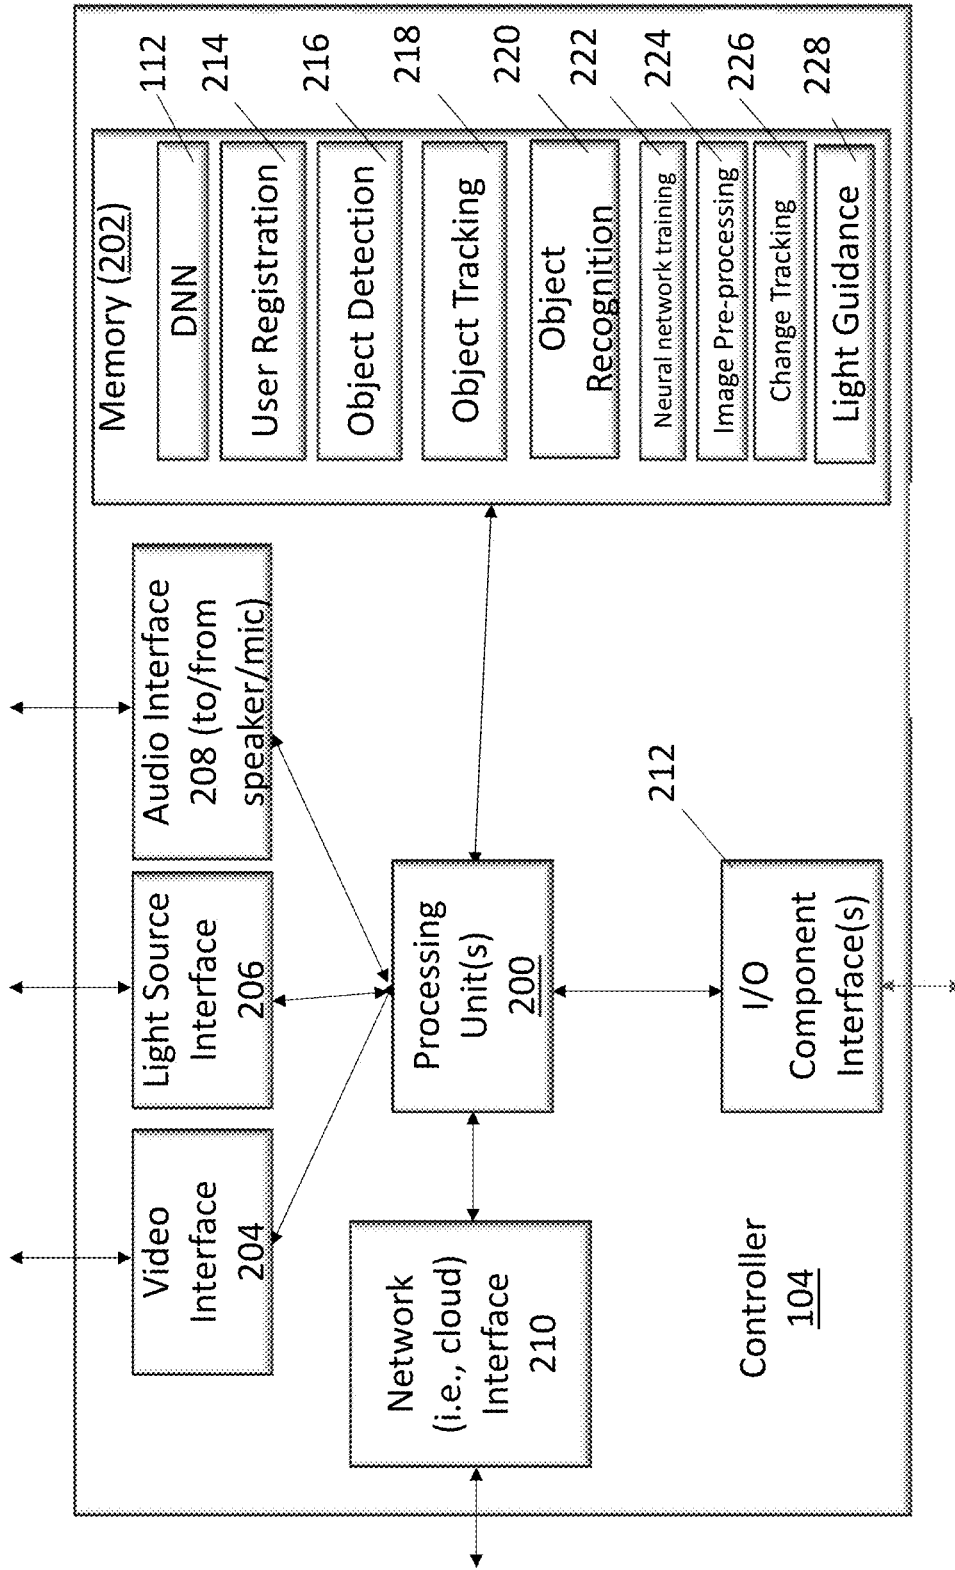 Video
Interface
204
Light Source
Interface
206
Audio Interface
208 (to/from
speaker/mic)
Memory (202)
DNN
112
User Registration
214
Object Detection
216
Object Tracking
218
Object
Recognition
220
Neural network training
222
Image Pre-processing
224
Change Tracking
226
Light Guidance
228
Network
(i.e., cloud)
Interface
210
Processing
Unit(s)
200
I/O
Component
Interface(s)
212
Controller
104